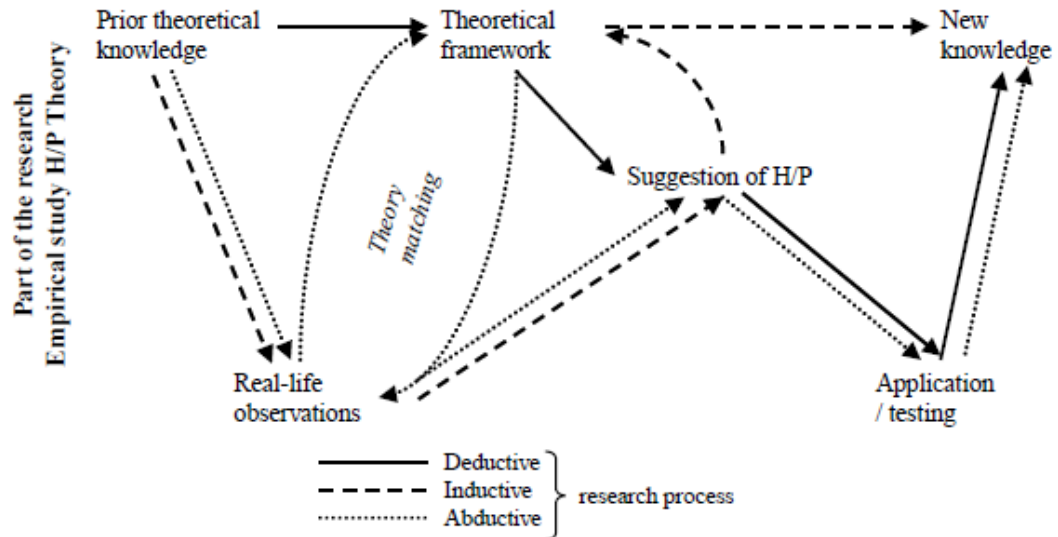 Part of the research
Empirical study H/P Theory
Prior theoretical
knowledge
Theoretical
framework
New
knowledge
Suggestion of H/P
Theory
matching
Real-life
observations
Application
/ testing
Deductive
Inductive
Abductive
research process